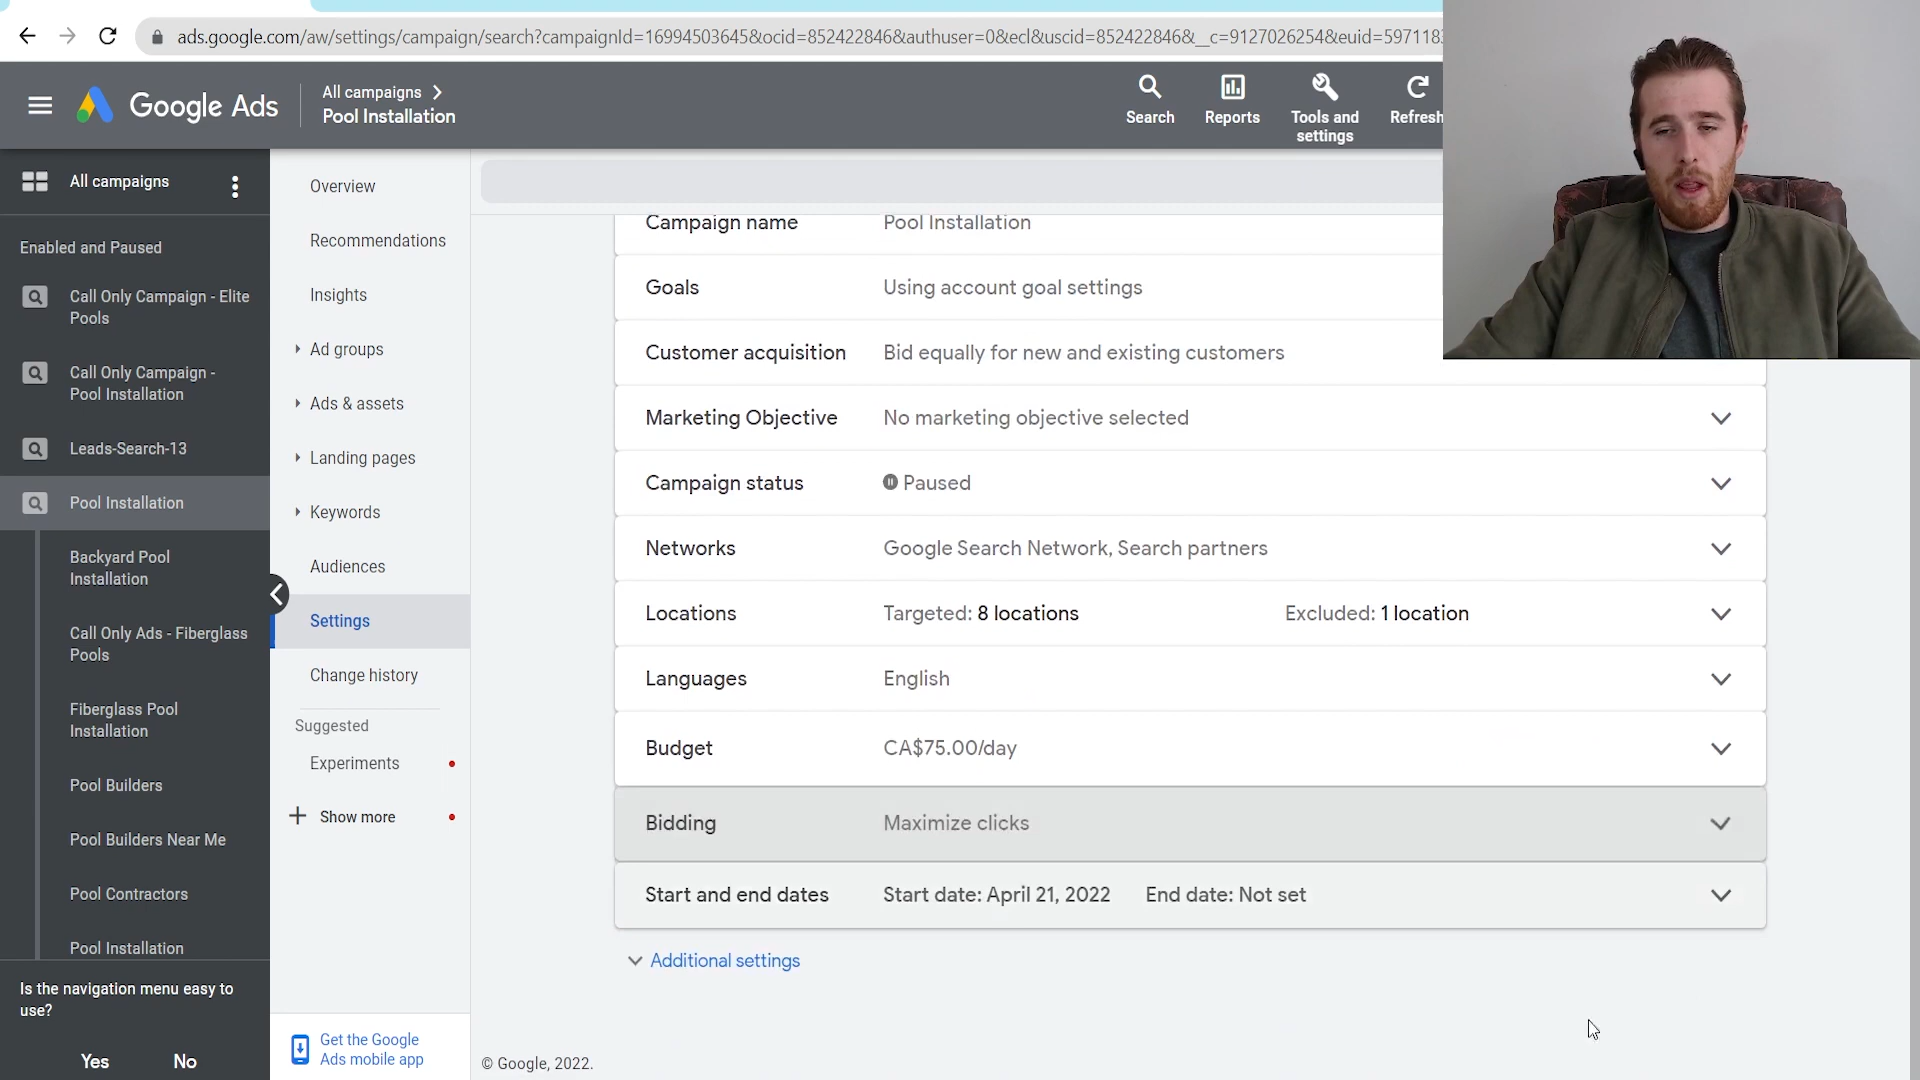 ads.google.com/aw/settings/campaign/search?campaignId=16994503645&ocid=852422846&authuser=0&ecl&uscid=852422846&__c=9127026254&euid=597118
Google Ads
All campaigns
Pool Installation
Search
Reports
Tools and
settings
Refresh
All campaigns
Enabled and Paused
Call Only Campaign - Elite
Pools
Call Only Campaign -
Pool Installation
Leads-Search-13
Pool Installation
Backyard Pool
Installation
Call Only Ads - Fiberglass
Pools
Fiberglass Pool
Installation
Pool Builders
Pool Builders Near Me
Pool Contractors
Pool Installation
Is the navigation menu easy to
use?
Yes No
Overview
Recommendations
Insights
Ad groups
Ads & assets
Landing pages
Keywords
Audiences
Settings
Change history
Suggested
Experiments
Show more
Get the Google
Ads mobile app
Campaign name Pool Installation
Goals Using account goal settings
Customer acquisition Bid equally for new and existing customers
Marketing Objective No marketing objective selected
Campaign status Paused
Networks Google Search Network, Search partners
Locations Targeted: 8 locations Excluded: 1 location
Languages English
Budget CA$75.00/day
Bidding Maximize clicks
Start and end dates Start date: April 21, 2022 End date: Not set
Additional settings
© Google, 2022.